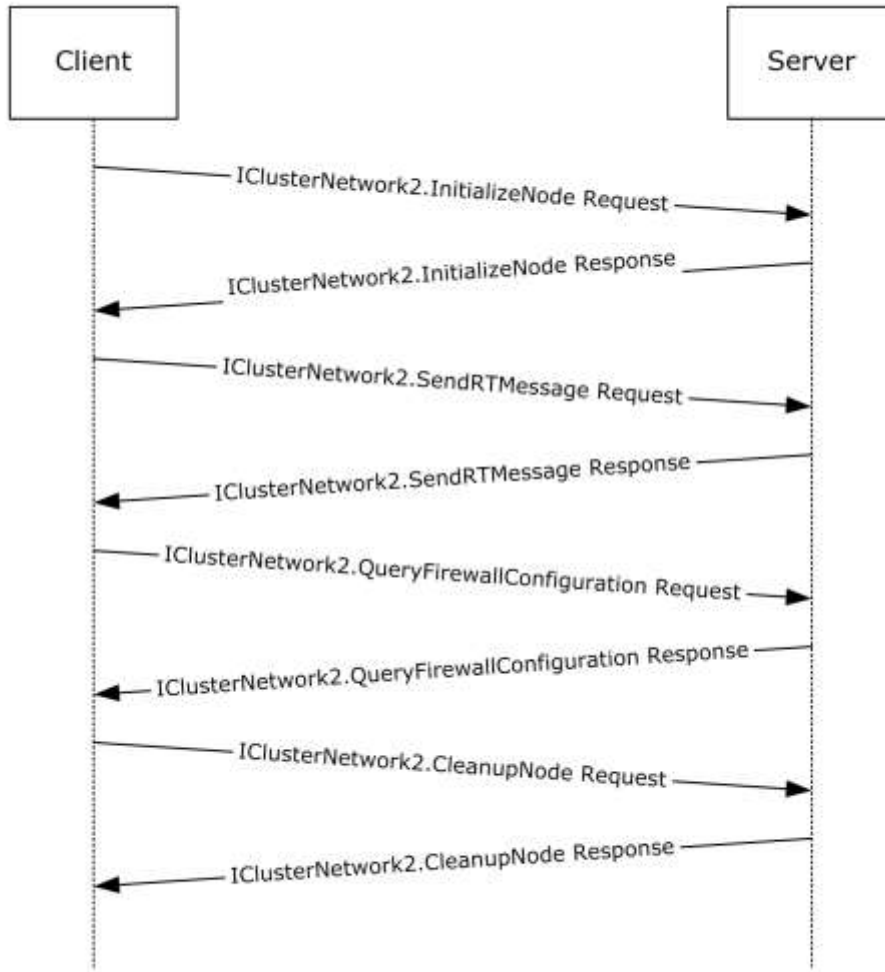 Client
Server
IClusterNetwork2.InitializeNode Request
IClusterNetwork2.InitializeNode Response
IClusterNetwork2.SendRTMessage Request
IClusterNetwork2.SendRTMessage Response
IClusterNetwork2.QueryFirewallConfiguration Request
IClusterNetwork2.QueryFirewallConfiguration Response
IClusterNetwork2.CleanupNode Request
IClusterNetwork2.CleanupNode Response